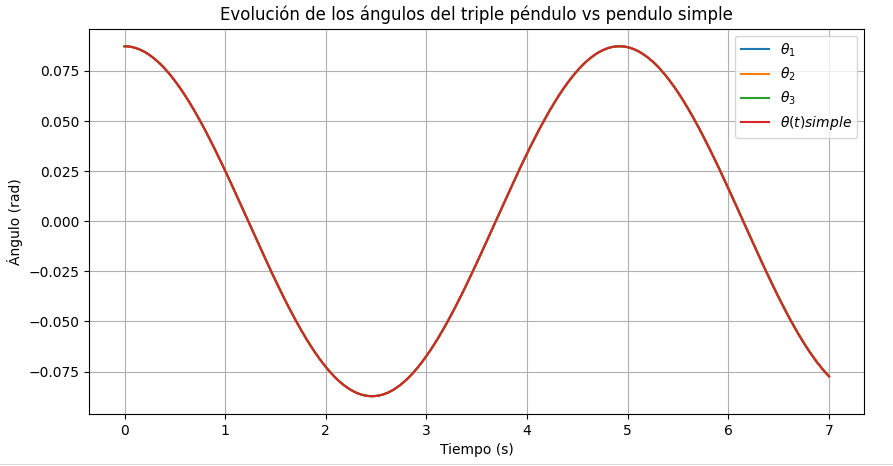 Evolución de los ángulos del triple péndulo vs pendulo simple
θ₁
θ₂
θ₃
θ(t)simple
Ángulo (rad)
0.075
0.050
0.025
0.000
−0.025
−0.050
−0.075
0 1 2 3 4 5 6 7
Tiempo (s)